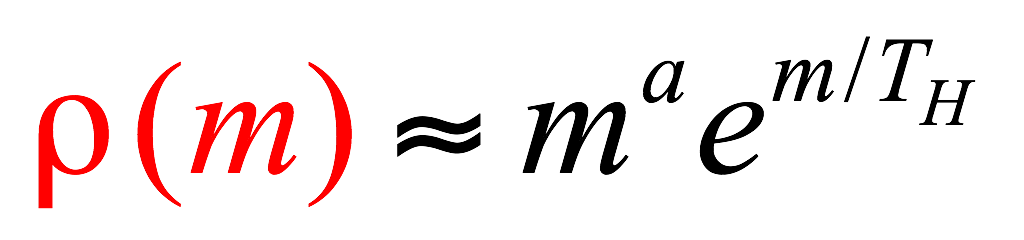 ρ(m) ≈ m^a e^{m/T_H}